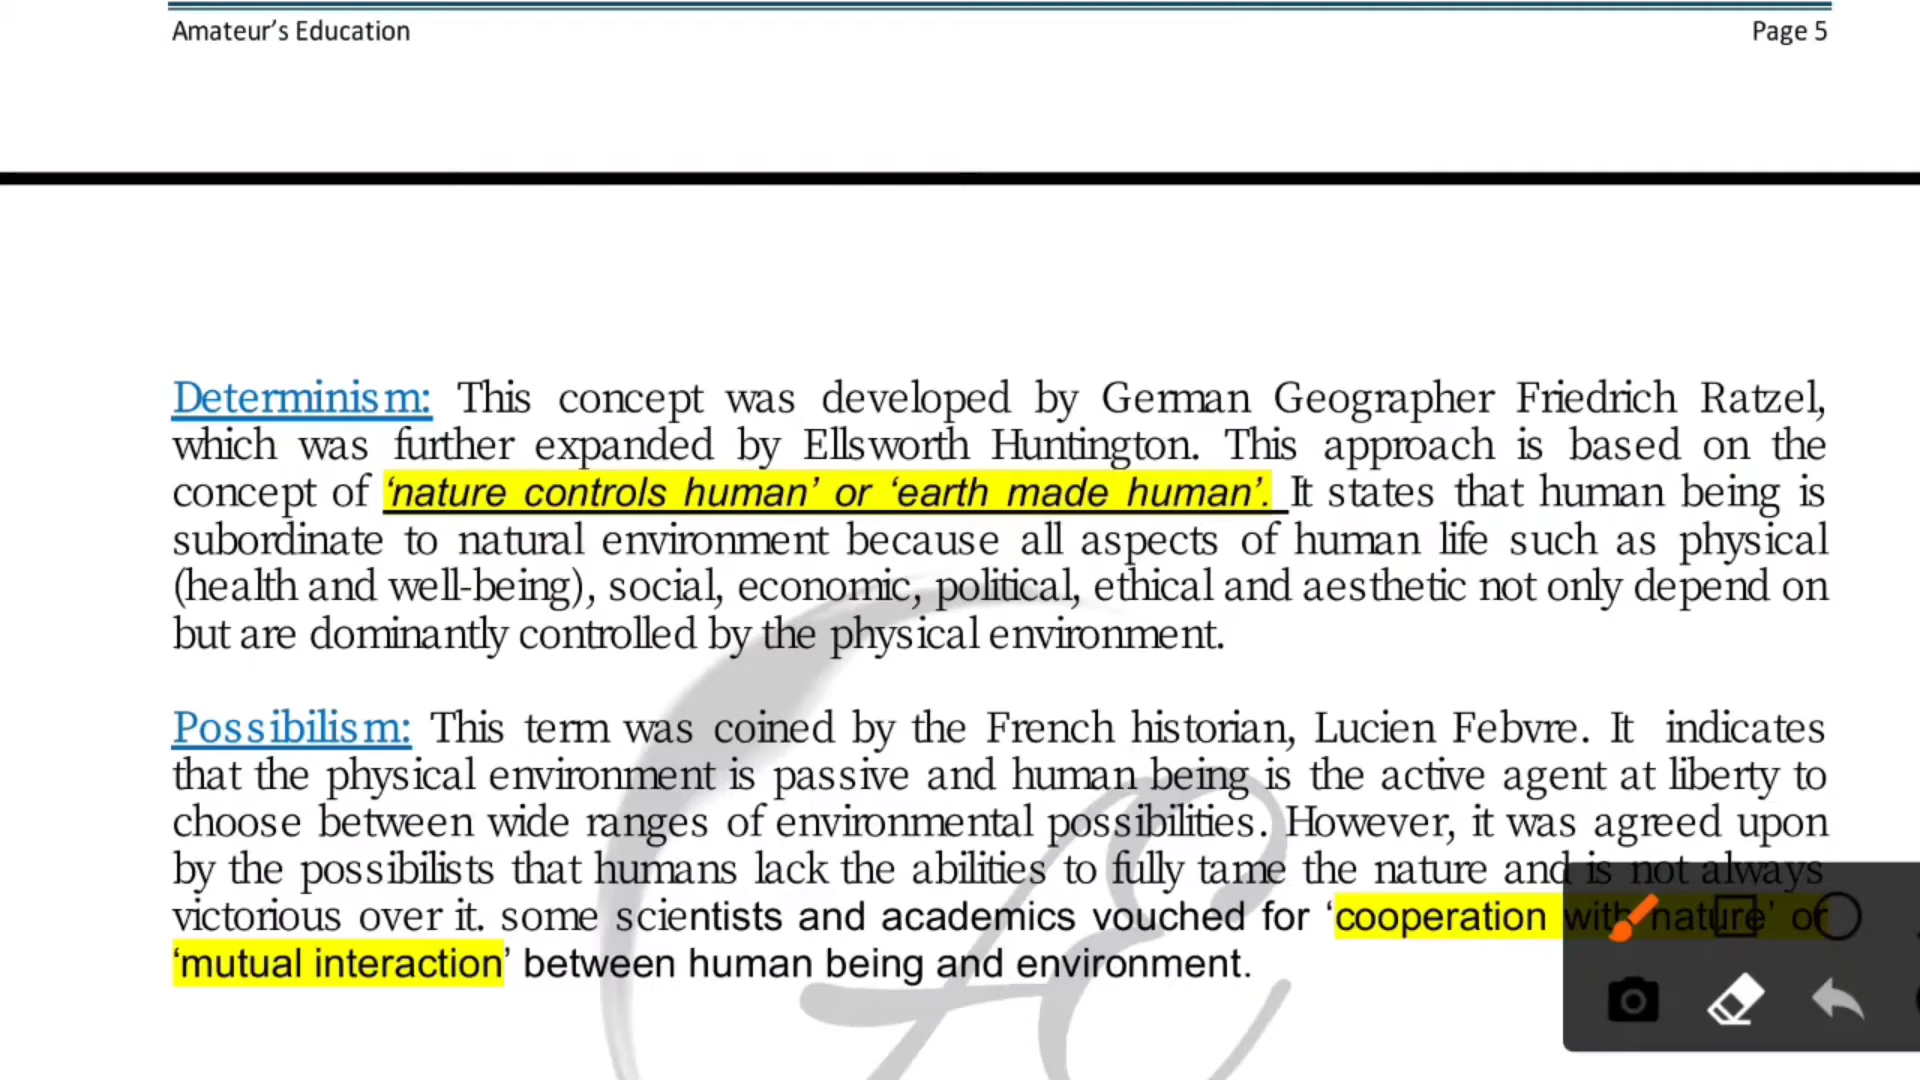 Amateur’s Education Page 5
Determinism: This concept was developed by German Geographer Friedrich Ratzel,
which was further expanded by Ellsworth Huntington. This approach is based on the
concept of ‘nature controls human’ or ‘earth made human’. It states that human being is
subordinate to natural environment because all aspects of human life such as physical
(health and well-being), social, economic, political, ethical and aesthetic not only depend on
but are dominantly controlled by the physical environment.
Possibilism: This term was coined by the French historian, Lucien Febvre. It indicates
that the physical environment is passive and human being is the active agent at liberty to
choose between wide ranges of environmental possibilities. However, it was agreed upon
by the possibilists that humans lack the abilities to fully tame the nature and is not always
victorious over it. some scientists and academics vouched for ‘cooperation with nature’ or
‘mutual interaction’ between human being and environment.